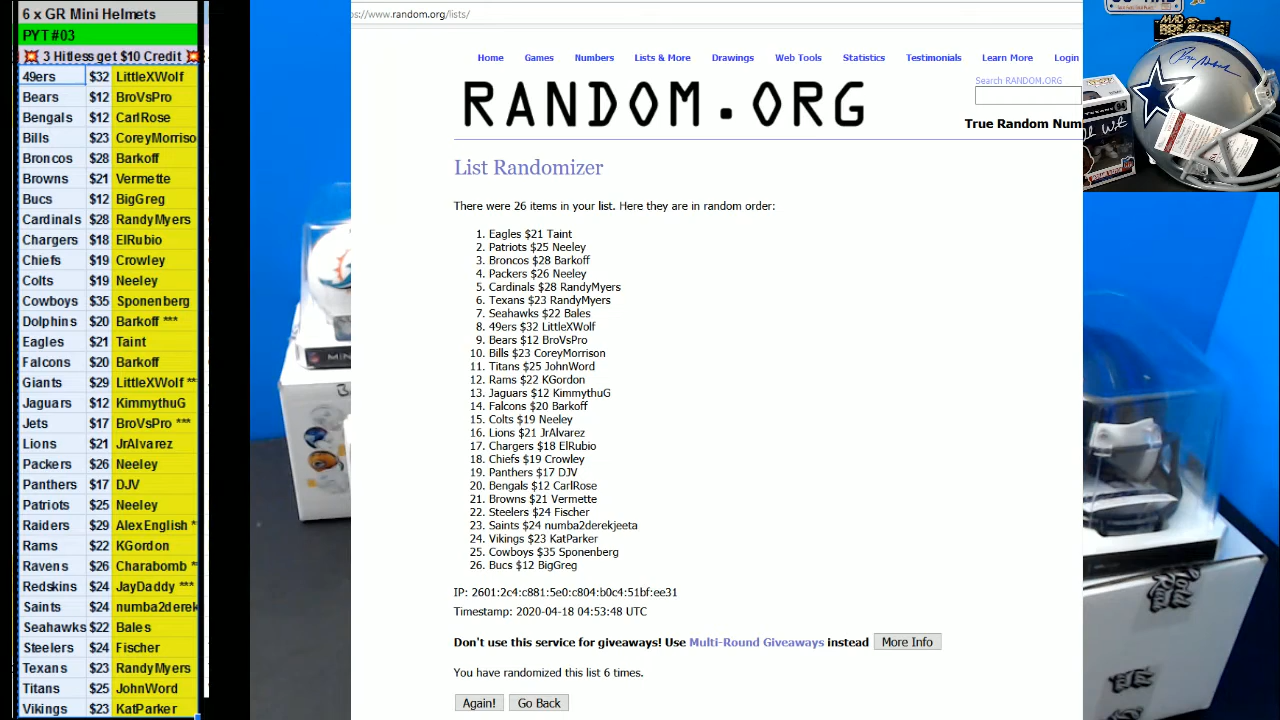 6 x GR Mini Helmets
PYT #03
💥 3 Hitless get $10 Credit 💥
49ers $32 LittleXWolf
Bears $12 BroVsPro
Bengals $12 CarlRose
Bills $23 CoreyMorriso
Broncos $28 Barkoff
Browns $21 Vermette
Bucs $12 BigGreg
Cardinals $28 RandyMyers
Chargers $18 ElRubio
Chiefs $19 Crowley
Colts $19 Neeley
Cowboys $35 Sponenberg
Dolphins $20 Barkoff ***
Eagles $21 Taint
Falcons $20 Barkoff
Giants $29 LittleXWolf **
Jaguars $12 KimmythuG
Jets $17 BroVsPro ***
Lions $21 JrAlvarez
Packers $26 Neeley
Panthers $17 DJV
Patriots $25 Neeley
Raiders $29 AlexEnglish *
Rams $22 KGordon
Ravens $26 Charabomb *
Redskins $24 JayDaddy ***
Saints $24 numba2derek
Seahawks $22 Bales
Steelers $24 Fischer
Texans $23 RandyMyers
Titans $25 JohnWord
Vikings $23 KatParker
s://www.random.org/lists/
Home Games Numbers Lists & More Drawings Web Tools Statistics Testimonials Learn More Login
Search RANDOM.ORG
RANDOM.ORG
True Random Num
List Randomizer
There were 26 items in your list. Here they are in random order:
1. Eagles $21 Taint
2. Patriots $25 Neeley
3. Broncos $28 Barkoff
4. Packers $26 Neeley
5. Cardinals $28 RandyMyers
6. Texans $23 RandyMyers
7. Seahawks $22 Bales
8. 49ers $32 LittleXWolf
9. Bears $12 BroVsPro
10. Bills $23 CoreyMorrison
11. Titans $25 JohnWord
12. Rams $22 KGordon
13. Jaguars $12 KimmythuG
14. Falcons $20 Barkoff
15. Colts $19 Neeley
16. Lions $21 JrAlvarez
17. Chargers $18 ElRubio
18. Chiefs $19 Crowley
19. Panthers $17 DJV
20. Bengals $12 CarlRose
21. Browns $21 Vermette
22. Steelers $24 Fischer
23. Saints $24 numba2derekjeeta
24. Vikings $23 KatParker
25. Cowboys $35 Sponenberg
26. Bucs $12 BigGreg
IP: 2601:2c4:c881:5e0:c804:b0c4:51bf:ee31
Timestamp: 2020-04-18 04:53:48 UTC
Don't use this service for giveaways! Use Multi-Round Giveaways instead More Info
You have randomized this list 6 times.
Again! Go Back